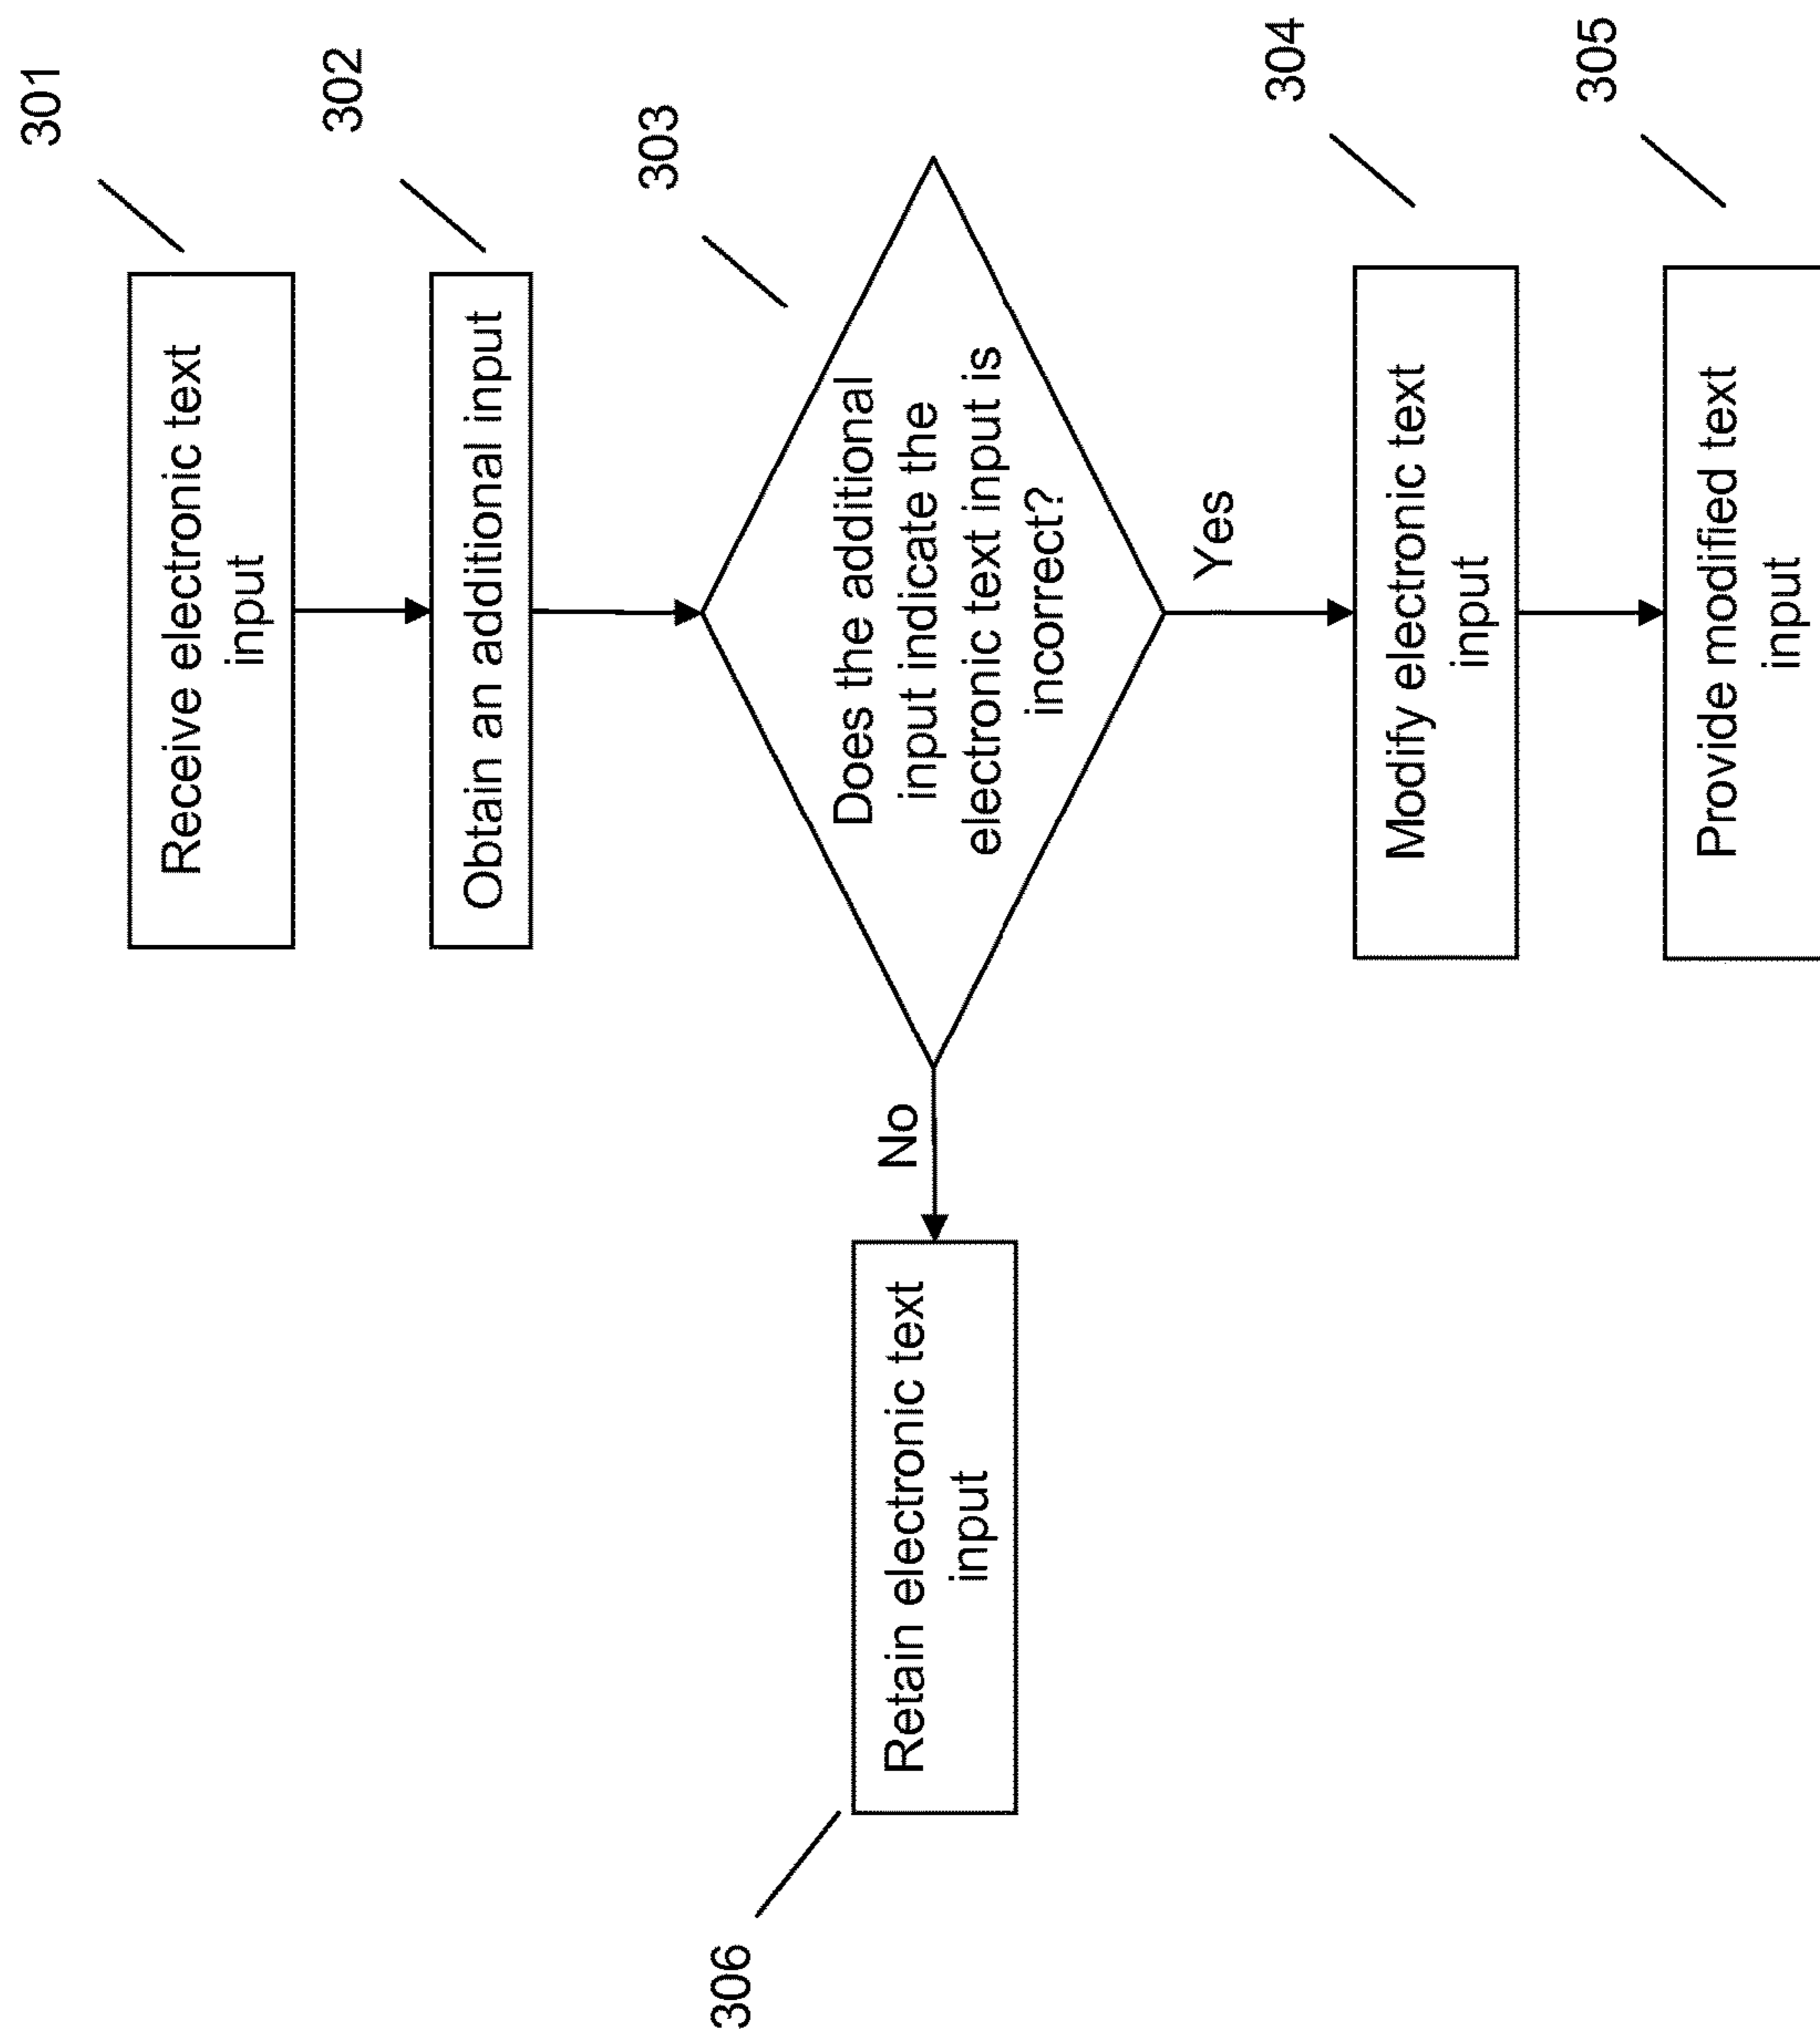 301
Receive electronic text
input
302
Obtain an additional input
303
Does the additional
input indicate the
electronic text input is
incorrect?
No
Yes
306
Retain electronic text
input
304
Modify electronic text
input
305
Provide modified text
input